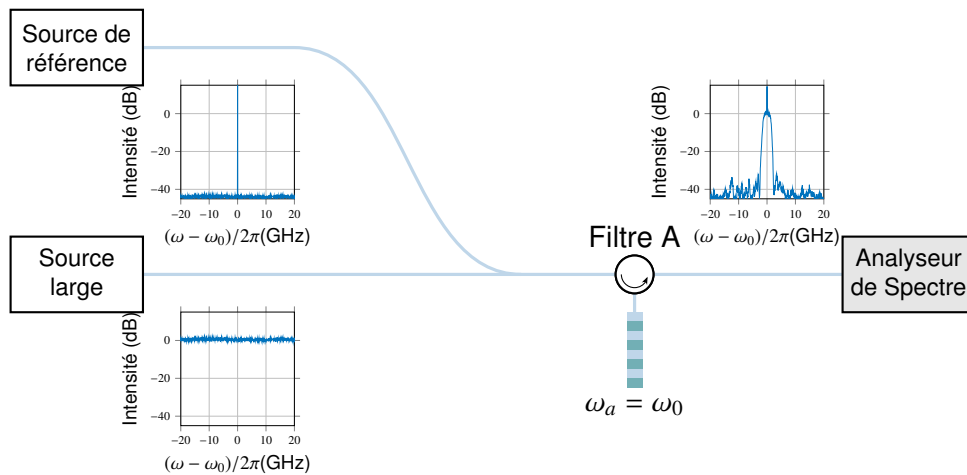 Source de
référence
Intensité (dB)
0
−20
−40
−20 −10 0 10 20
(ω − ω0)/2π(GHz)
Intensité (dB)
0
−20
−40
−20 −10 0 10 20
(ω − ω0)/2π(GHz)
Source
large
Filtre A
Analyseur
de Spectre
Intensité (dB)
0
−20
−40
−20 −10 0 10 20
(ω − ω0)/2π(GHz)
ωa = ω0